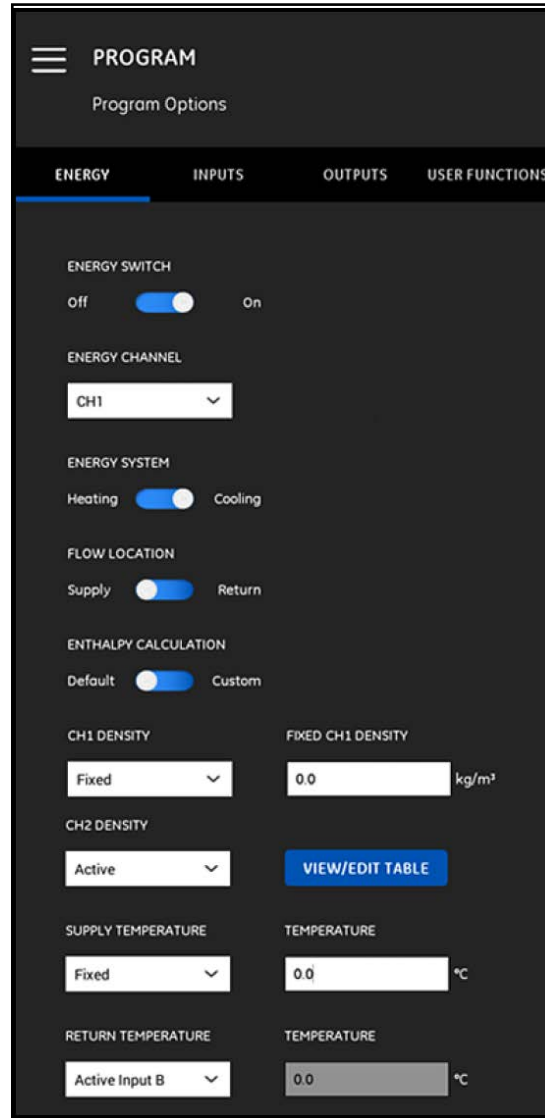 PROGRAM
Program Options
ENERGY INPUTS OUTPUTS USER FUNCTIONS
ENERGY SWITCH
Off On
ENERGY CHANNEL
CH1
ENERGY SYSTEM
Heating Cooling
FLOW LOCATION
Supply Return
ENTHALPY CALCULATION
Default Custom
CH1 DENSITY FIXED CH1 DENSITY
Fixed 0.0 kg/m³
CH2 DENSITY
Active VIEW/EDIT TABLE
SUPPLY TEMPERATURE TEMPERATURE
Fixed 0.0 °C
RETURN TEMPERATURE TEMPERATURE
Active Input B 0.0 °C